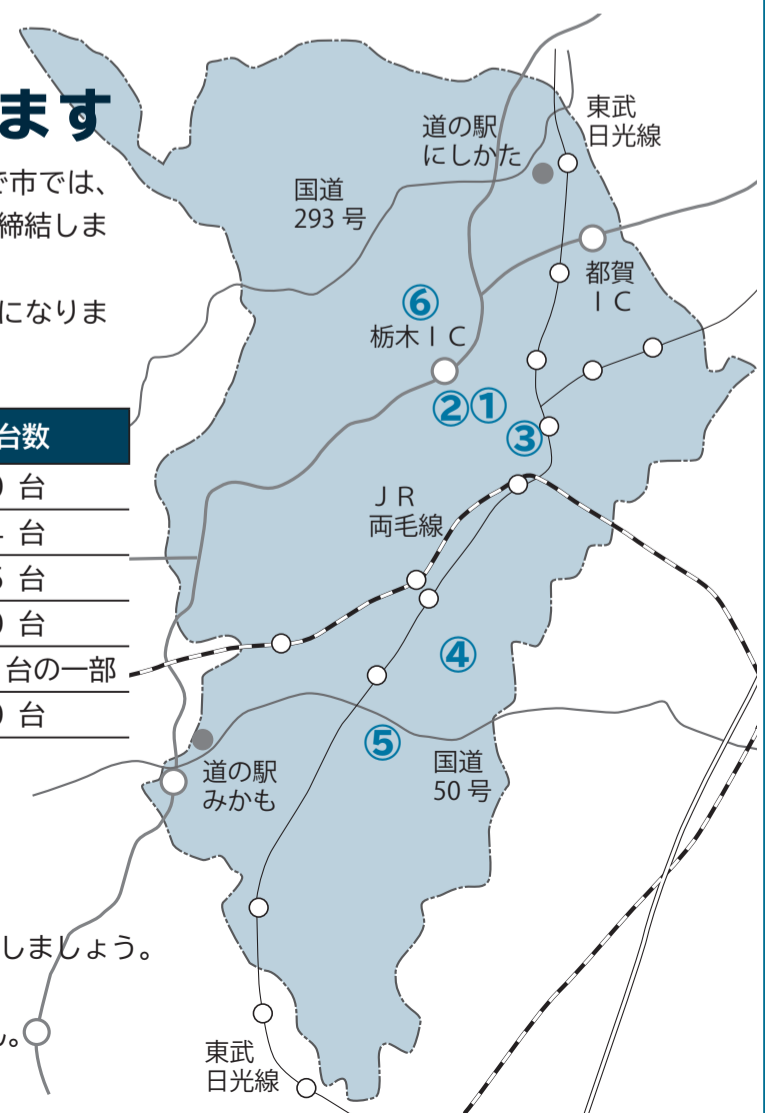 ます
で市では、
締結しま
になりま
台数
台
台
台
台
台の一部
台
しましょう。
ん。
東武
日光線
道の駅
にしかた
国道
293 号
都賀
ＩＣ
⑥
栃木ＩＣ
②①
③
ＪＲ
両毛線
④
⑤
国道
50 号
道の駅
みかも
東武
日光線